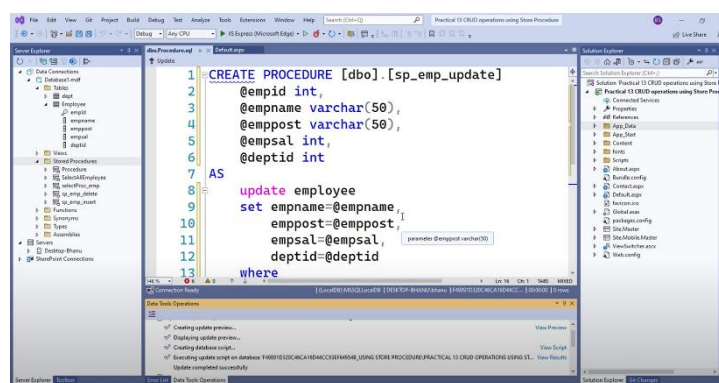 File Edit View Git Project Build Debug Test Analyze Tools Extensions Window Help Search (Ctrl+Q) Practical 13 CRUD operations using Store Procedure
Debug Any CPU IIS Express (Microsoft Edge) Live Share
Server Explorer
Data Connections
Database1.mdf
Tables
dept
Employee
empid
empname
emppost
empsal
deptid
Views
Stored Procedures
Procedure
SelectAllEmployee
selectProc_emp
sp_emp_delete
sp_emp_insert
Functions
Synonyms
Types
Assemblies
Servers
Desktop-Bhanu
SharePoint Connections
Server Explorer Toolbox
dbo.Procedure.sql Default.aspx
Update
1 CREATE PROCEDURE [dbo].[sp_emp_update]
2 @empid int,
3 @empname varchar(50),
4 @emppost varchar(50),
5 @empsal int,
6 @deptid int
7 AS
8 update employee
9 set empname=@empname,
10 emppost=@emppost,
11 empsal=@empsal,
parameter @emppost varchar(50)
12 deptid=@deptid
13 where
146 % Ln: 16 Ch: 1 MIXED
Connection Ready
Data Tools Operations
Creating update preview... View Preview
Displaying update preview...
Creating database script... View Script
Executing update script on database View Results
Update completed successfully
Error List Data Tools Operations
Solution Explorer
Search Solution Explorer (Ctrl+;)
Solution 'Practical 13 CRUD operations using Store
Practical 13 CRUD operations using Store Proc
Connected Services
Properties
References
App_Data
App_Start
Content
fonts
Scripts
About.aspx
Bundle.config
Contact.aspx
Default.aspx
favicon.ico
Global.asax
packages.config
Site.Master
Site.Mobile.Master
ViewSwitcher.ascx
Web.config
Solution Explorer Git Changes